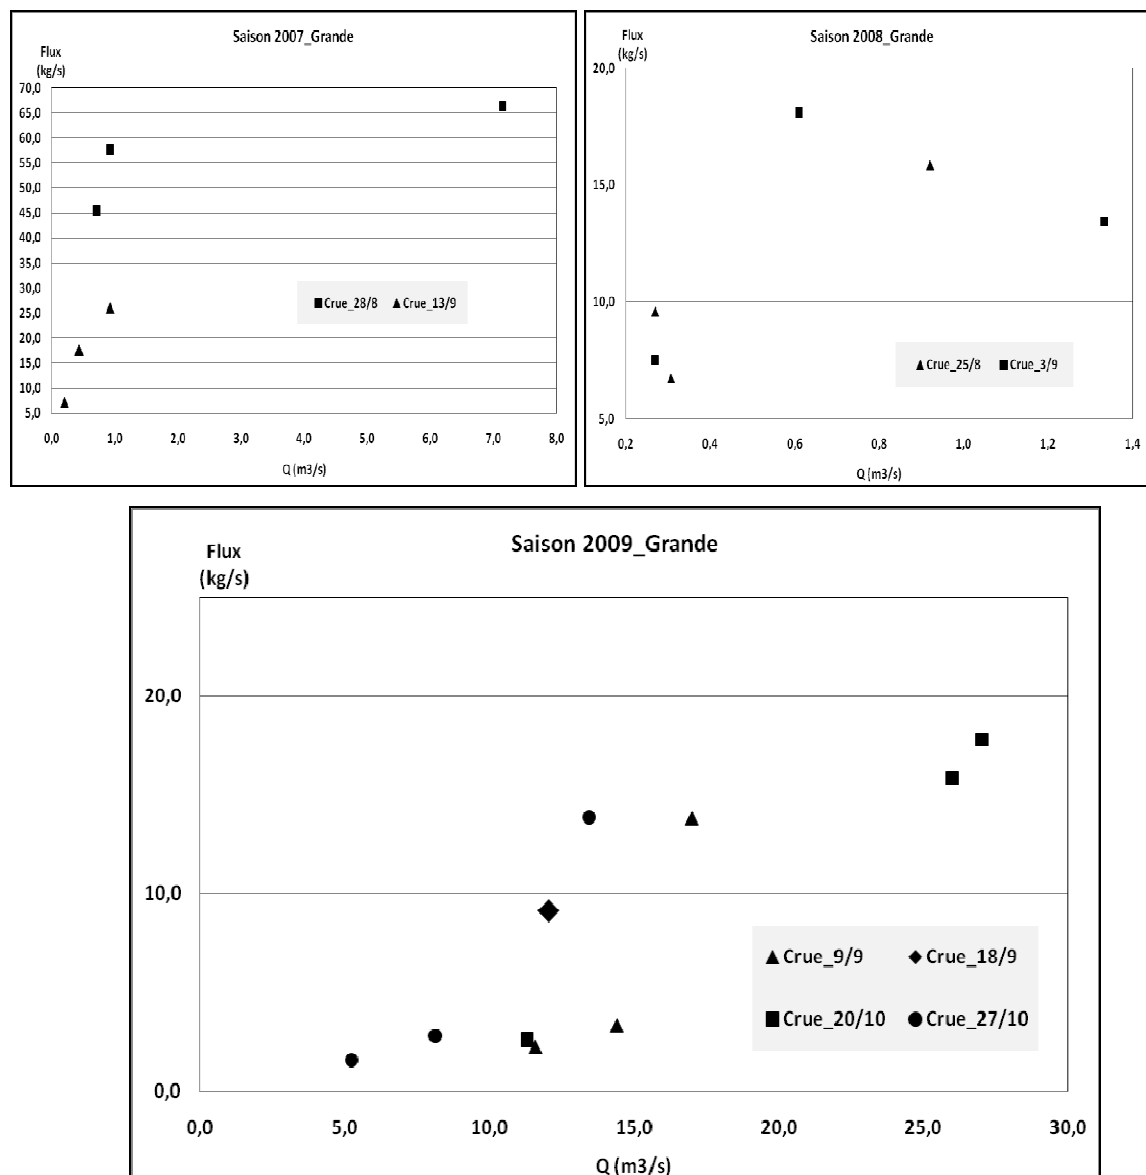 Saison 2007_Grande
Flux
(kg/s)
70,0
65,0
60,0
55,0
50,0
45,0
40,0
35,0
30,0
25,0
20,0
15,0
10,0
5,0
Crue_28/8 Crue_13/9
0,0 1,0 2,0 3,0 4,0 5,0 6,0 7,0 8,0
Q (m3/s)
Saison 2008_Grande
Flux
(kg/s)
20,0
15,0
10,0
5,0
Crue_25/8 Crue_3/9
0,2 0,4 0,6 0,8 1,0 1,2 1,4
Q (m3/s)
Saison 2009_Grande
Flux
(kg/s)
20,0
10,0
0,0
Crue_9/9 Crue_18/9
Crue_20/10 Crue_27/10
0,0 5,0 10,0 15,0 20,0 25,0 30,0
Q (m3/s)